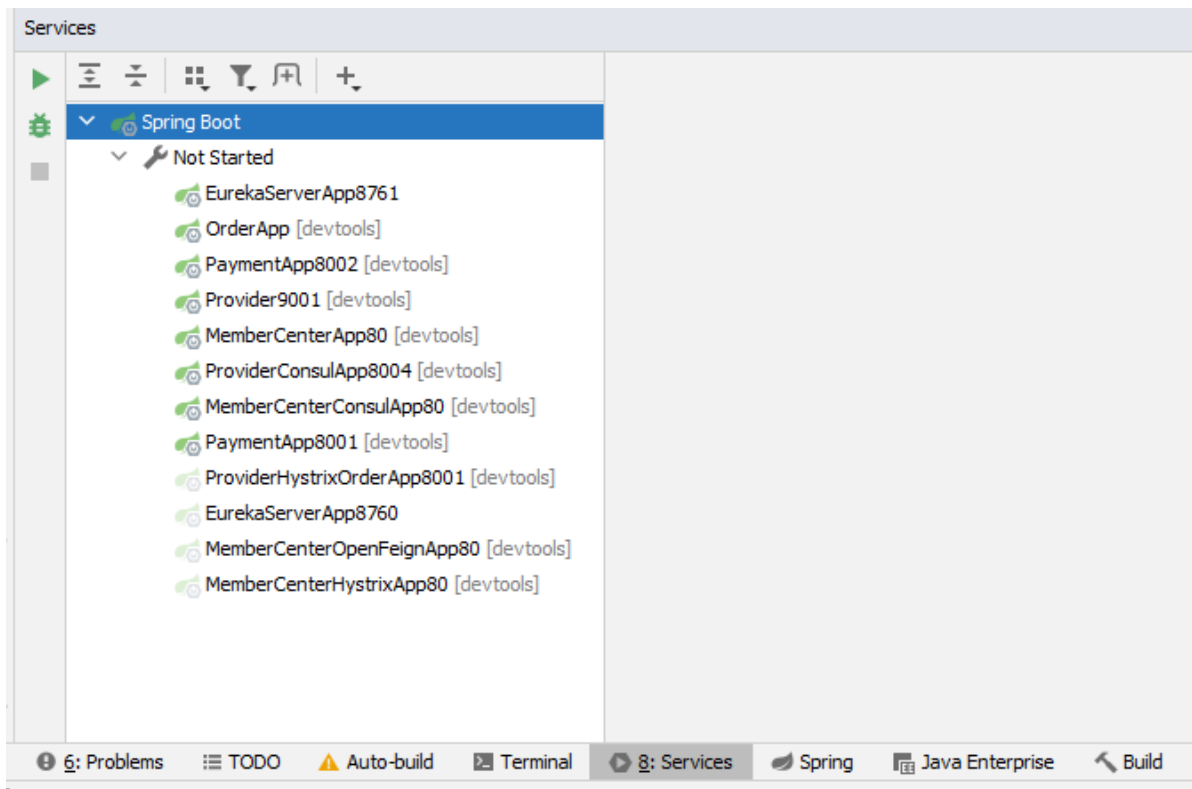 Services
Spring Boot
Not Started
EurekaServerApp8761
OrderApp [devtools]
PaymentApp8002 [devtools]
Provider9001 [devtools]
MemberCenterApp80 [devtools]
ProviderConsulApp8004 [devtools]
MemberCenterConsulApp80 [devtools]
PaymentApp8001 [devtools]
ProviderHystrixOrderApp8001 [devtools]
EurekaServerApp8760
MemberCenterOpenFeignApp80 [devtools]
MemberCenterHystrixApp80 [devtools]
6: Problems TODO Auto-build Terminal 8: Services Spring Java Enterprise Build